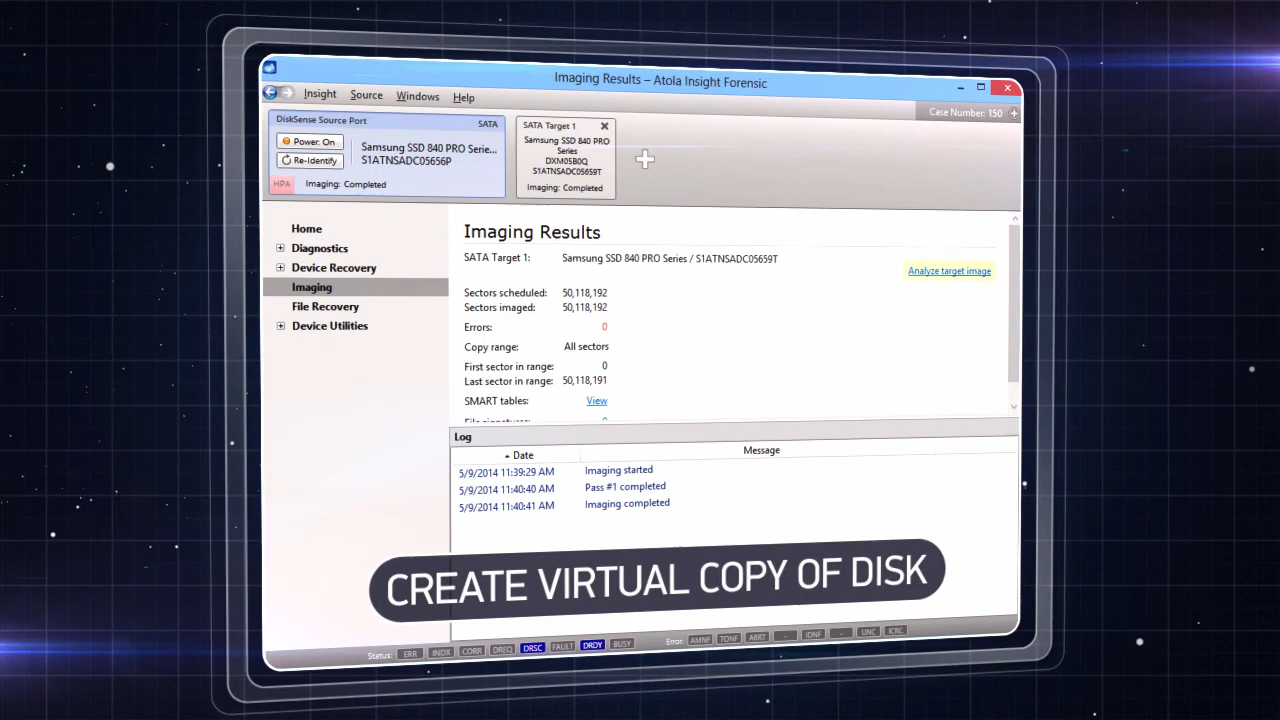 Imaging Results – Atola Insight Forensic
Insight Source Windows Help
Case Number: 150
DiskSense Source Port SATA
Power: On
Re-Identify
Samsung SSD 840 PRO Serie...
S1ATNSADC05656P
HPA
Imaging: Completed
SATA Target 1
Samsung SSD 840 PRO
Series
DXM05B0Q
S1ATNSADC05659T
Imaging: Completed
Home
Diagnostics
Device Recovery
Imaging
File Recovery
Device Utilities
Imaging Results
SATA Target 1: Samsung SSD 840 PRO Series / S1ATNSADC05659T
Analyze target image
Sectors scheduled: 50,118,192
Sectors imaged: 50,118,192
Errors: 0
Copy range: All sectors
First sector in range: 0
Last sector in range: 50,118,191
SMART tables: View
Log
Date Message
5/9/2014 11:39:29 AM Imaging started
5/9/2014 11:40:40 AM Pass #1 completed
5/9/2014 11:40:41 AM Imaging completed
CREATE VIRTUAL COPY OF DISK
Status: ERR INDX CORR DREQ DRSC FAULT DRDY BUSY Error: AMNF TONF ABRT - IDNF - UNC ICRC